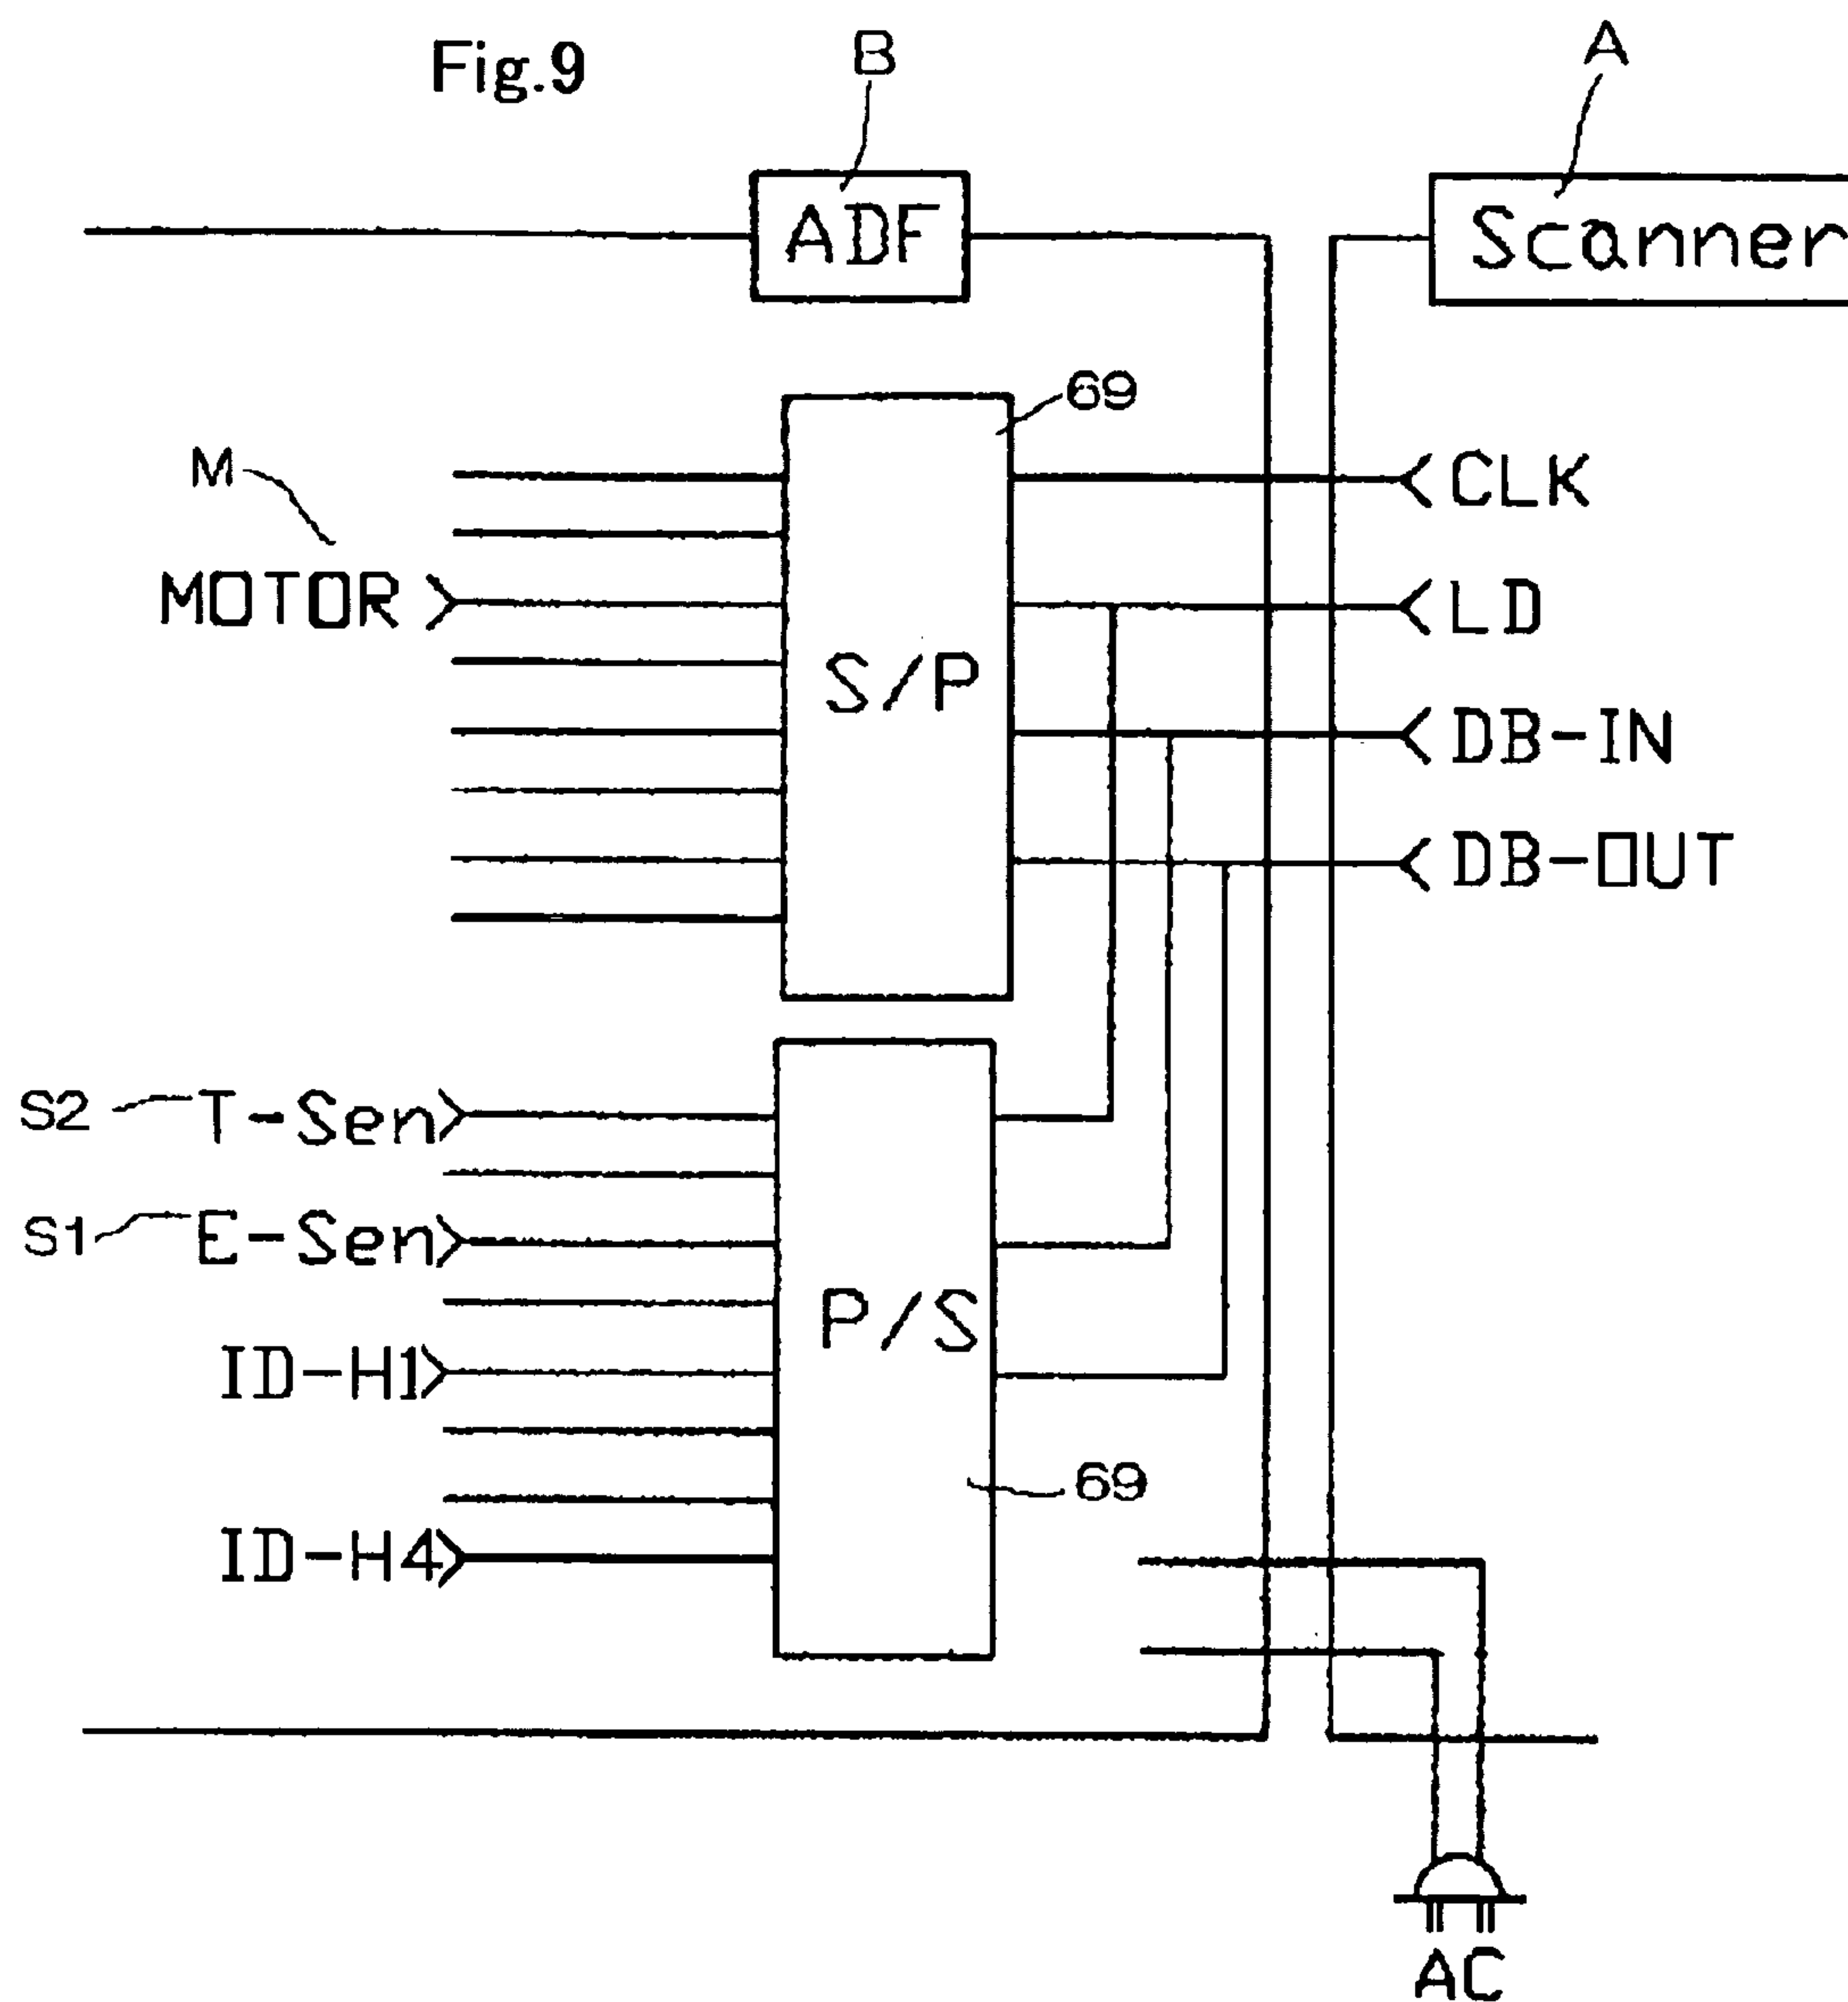 Fig.9
B
A
ADF
Scanner
69
M
CLK
MOTOR
LD
S/P
DB-IN
DB-OUT
S2
T-Sen
S1
E-Sen
P/S
ID-H1
69
ID-H4
AC